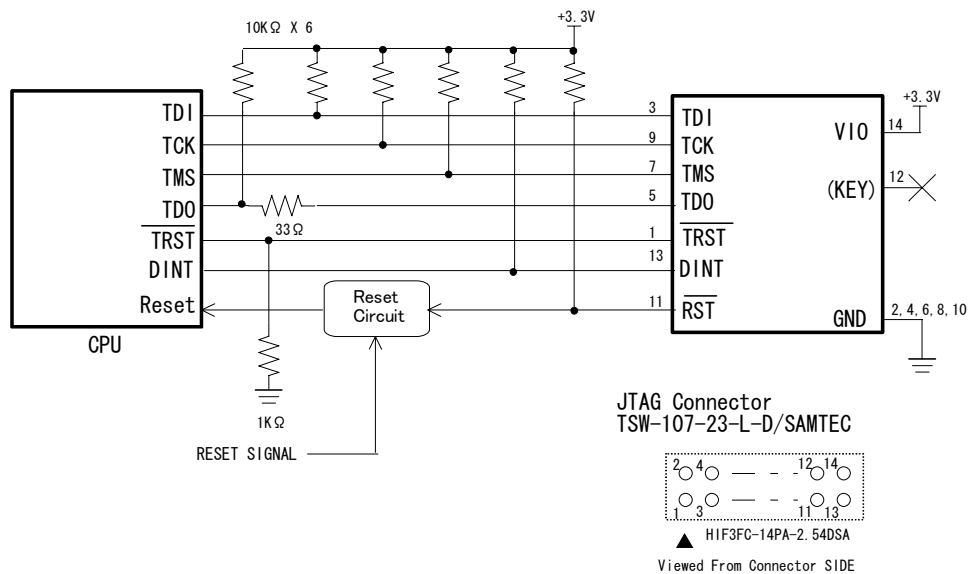 10KΩ X 6
+3.3V
TDI
TCK
TMS
TDO
TRST
DINT
Reset
CPU
33Ω
1KΩ
Reset
Circuit
RESET SIGNAL
3
9
7
5
1
13
11
TDI
TCK
TMS
TDO
TRST
DINT
RST
VIO
(KEY)
GND
14
+3.3V
12
2,4,6,8,10
JTAG Connector
TSW-107-23-L-D/SAMTEC
2 4 12 14
1 3 11 13
HIF3FC-14PA-2.54DSA
Viewed From Connector SIDE